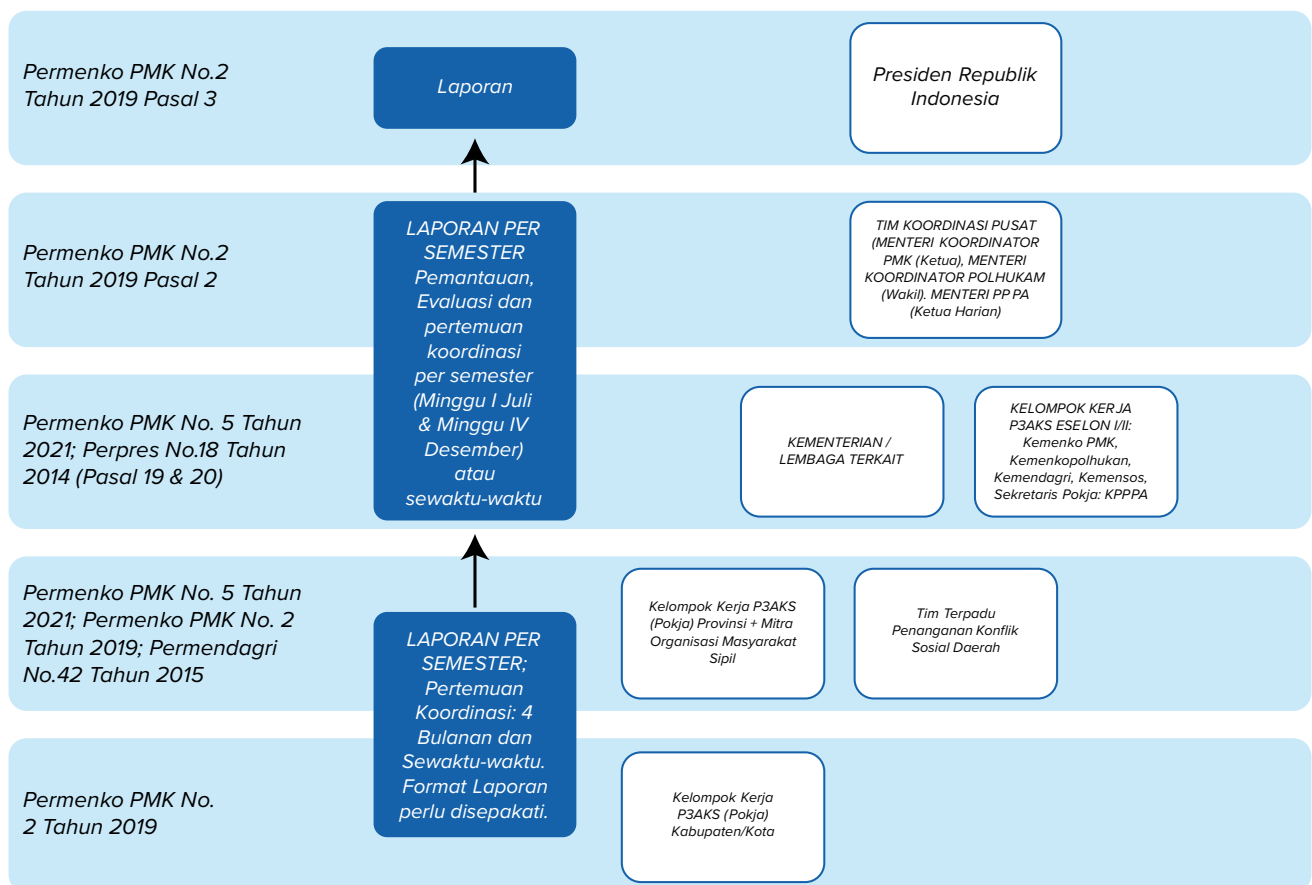 Permenko PMK No.2
Tahun 2019 Pasal 3
Laporan
Presiden Republik
Indonesia
Permenko PMK No.2
Tahun 2019 Pasal 2
LAPORAN PER
SEMESTER
Pemantauan,
Evaluasi dan
pertemuan
koordinasi
per semester
(Minggu I Juli
& Minggu IV
Desember)
atau
sewaktu-waktu
TIM KOORDINASI PUSAT
(MENTERI KOORDINATOR
PMK (Ketua), MENTERI
KOORDINATOR POLHUKAM
(Wakil). MENTERI PP PA
(Ketua Harian)
Permenko PMK No. 5 Tahun
2021; Perpres No.18 Tahun
2014 (Pasal 19 & 20)
KEMENTERIAN /
LEMBAGA TERKAIT
KELOMPOK KERJA
P3AKS ESELON I/II:
Kemenko PMK,
Kemenkopolhukan,
Kemendagri, Kemensos,
Sekretaris Pokja: KPPPA
Permenko PMK No. 5 Tahun
2021; Permenko PMK No. 2
Tahun 2019; Permendagri
No.42 Tahun 2015
LAPORAN PER
SEMESTER;
Pertemuan
Koordinasi: 4
Bulanan dan
Sewaktu-waktu.
Format Laporan
perlu disepakati.
Kelompok Kerja P3AKS
(Pokja) Provinsi + Mitra
Organisasi Masyarakat
Sipil
Tim Terpadu
Penanganan Konflik
Sosial Daerah
Permenko PMK No.
2 Tahun 2019
Kelompok Kerja
P3AKS (Pokja)
Kabupaten/Kota